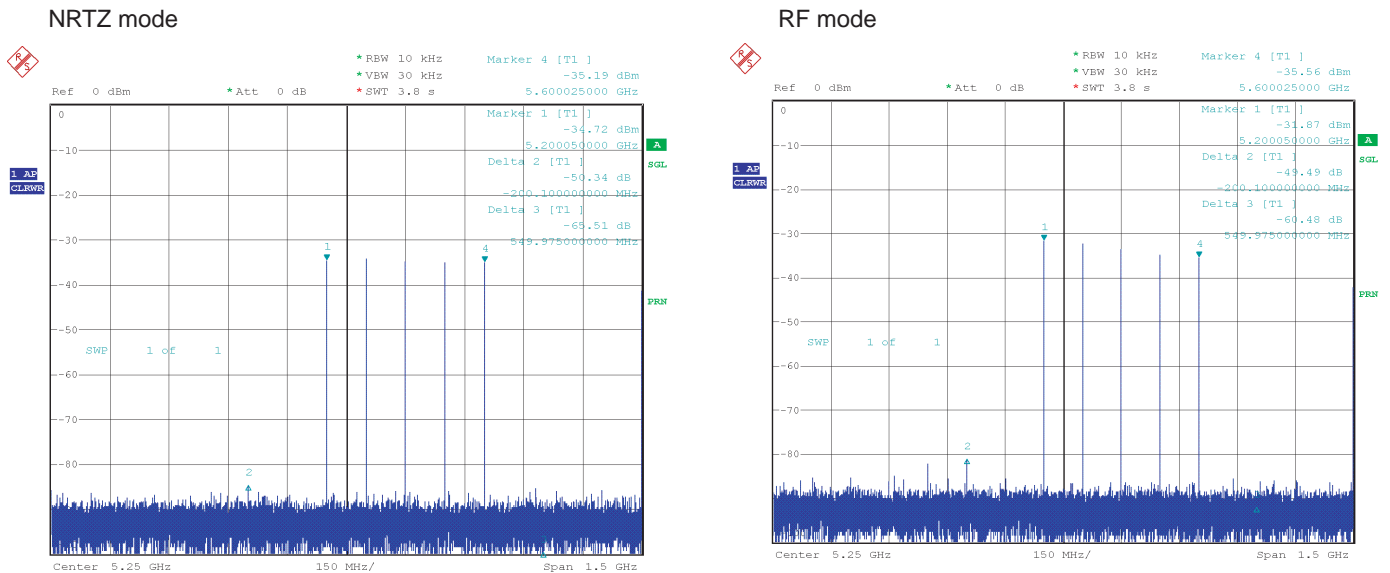 NRTZ mode
R
S
* RBW 10 kHz
Marker 4 [T1 ]
* VBW 30 kHz
-35.19 dBm
Ref 0 dBm
* Att 0 dB
* SWT 3.8 s
5.600025000 GHz
0
Marker 1 [T1 ]
-34.72 dBm
5.200050000 GHz
A
-10
SGL
Delta 2 [T1 ]
-50.34 dB
1 AP
CLRWR
-200.100000000 MHz
-20
Delta 3 [T1 ]
-65.51 dB
549.975000000 MHz
-30
1
4
-40
PRN
-50
SWP 1 of 1
-60
-70
-80
2
Center 5.25 GHz
150 MHz/
Span 1.5 GHz
RF mode
R
S
* RBW 10 kHz
Marker 4 [T1 ]
* VBW 30 kHz
-35.56 dBm
Ref 0 dBm
* Att 0 dB
* SWT 3.8 s
5.600025000 GHz
0
Marker 1 [T1 ]
-31.87 dBm
5.200050000 GHz
A
-10
SGL
Delta 2 [T1 ]
-49.49 dB
1 AP
CLRWR
-200.100000000 MHz
-20
Delta 3 [T1 ]
-60.48 dB
549.975000000 MHz
-30
1
4
-40
PRN
-50
SWP 1 of 1
-60
-70
-80
2
Center 5.25 GHz
150 MHz/
Span 1.5 GHz